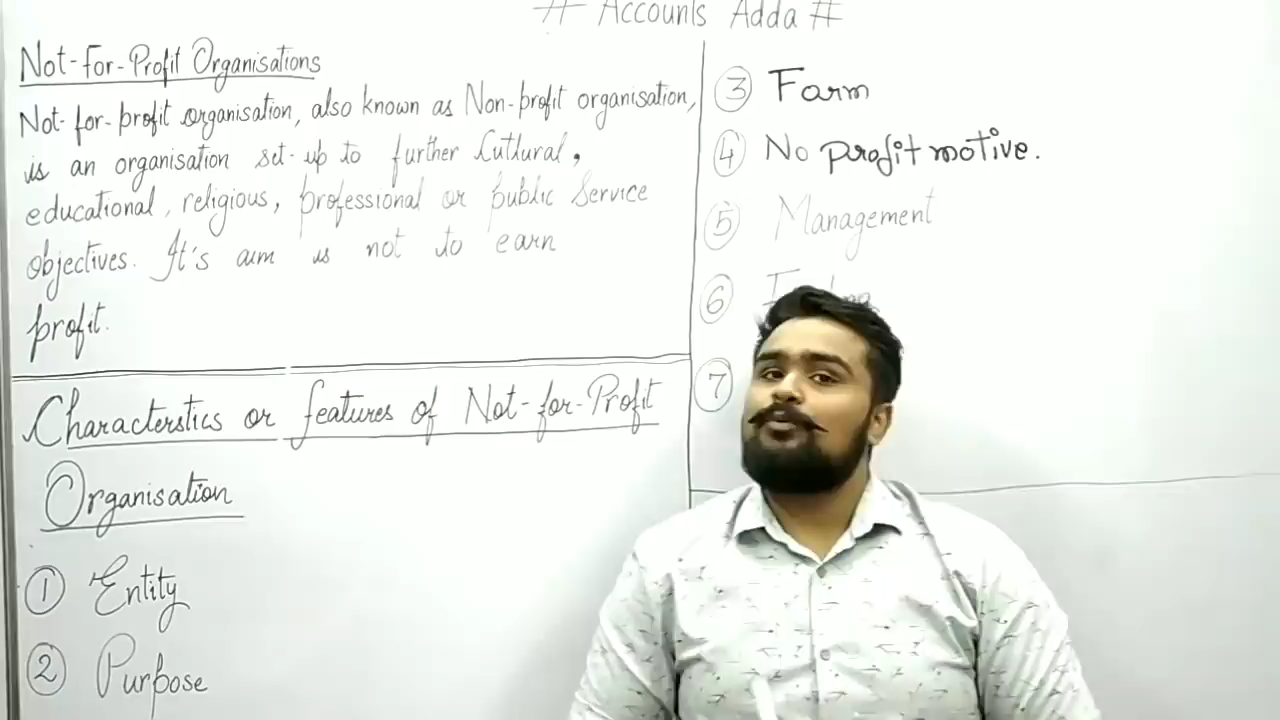 # Accounts Adda #
Not-For-Profit Organisations
Not-for-profit organisation, also known as Non-profit organisation,
is an organisation set-up to further Cutlural,
educational, religious, professional or public Service
objectives. It's aim is not to earn
profit.
Characterstics or features of Not-for-Profit
Organisation
① Entity
② Purpose
③ Farm
④ No profit motive.
⑤ Management
⑥
⑦